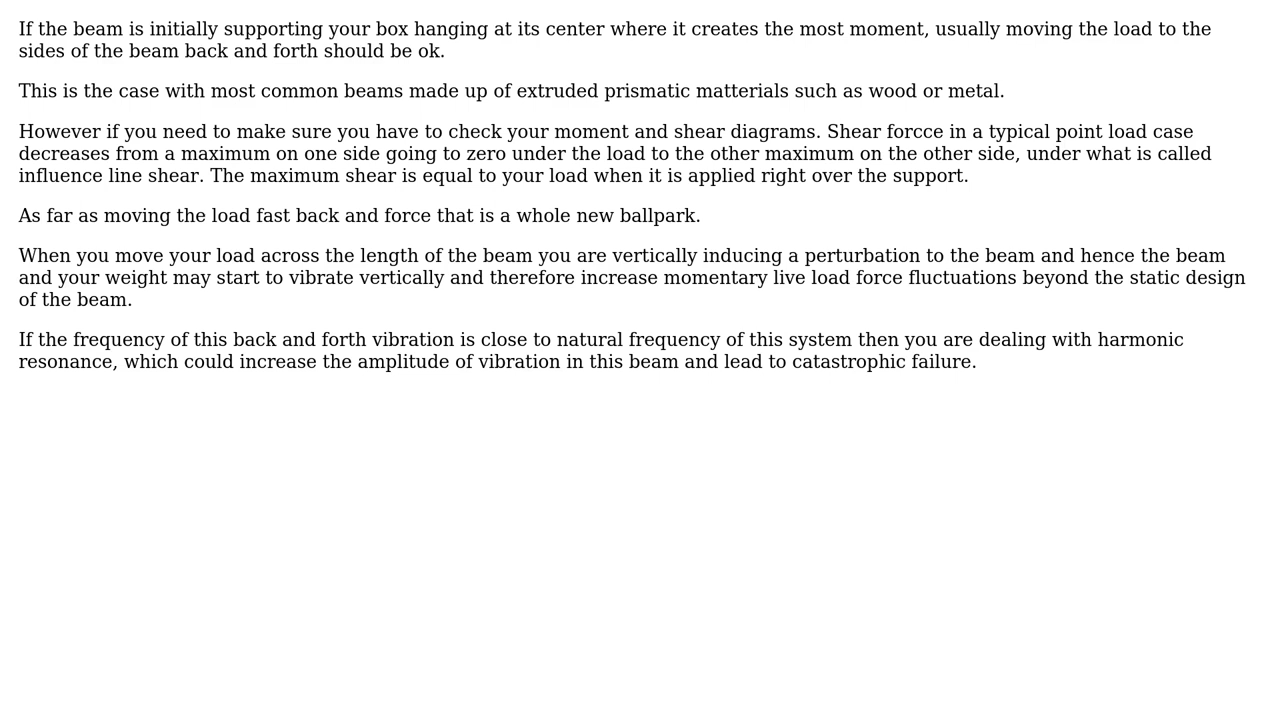 If the beam is initially supporting your box hanging at its center where it creates the most moment, usually moving the load to the
sides of the beam back and forth should be ok.
This is the case with most common beams made up of extruded prismatic matterials such as wood or metal.
However if you need to make sure you have to check your moment and shear diagrams. Shear forcce in a typical point load case
decreases from a maximum on one side going to zero under the load to the other maximum on the other side, under what is called
influence line shear. The maximum shear is equal to your load when it is applied right over the support.
As far as moving the load fast back and force that is a whole new ballpark.
When you move your load across the length of the beam you are vertically inducing a perturbation to the beam and hence the beam
and your weight may start to vibrate vertically and therefore increase momentary live load force fluctuations beyond the static design
of the beam.
If the frequency of this back and forth vibration is close to natural frequency of this system then you are dealing with harmonic
resonance, which could increase the amplitude of vibration in this beam and lead to catastrophic failure.